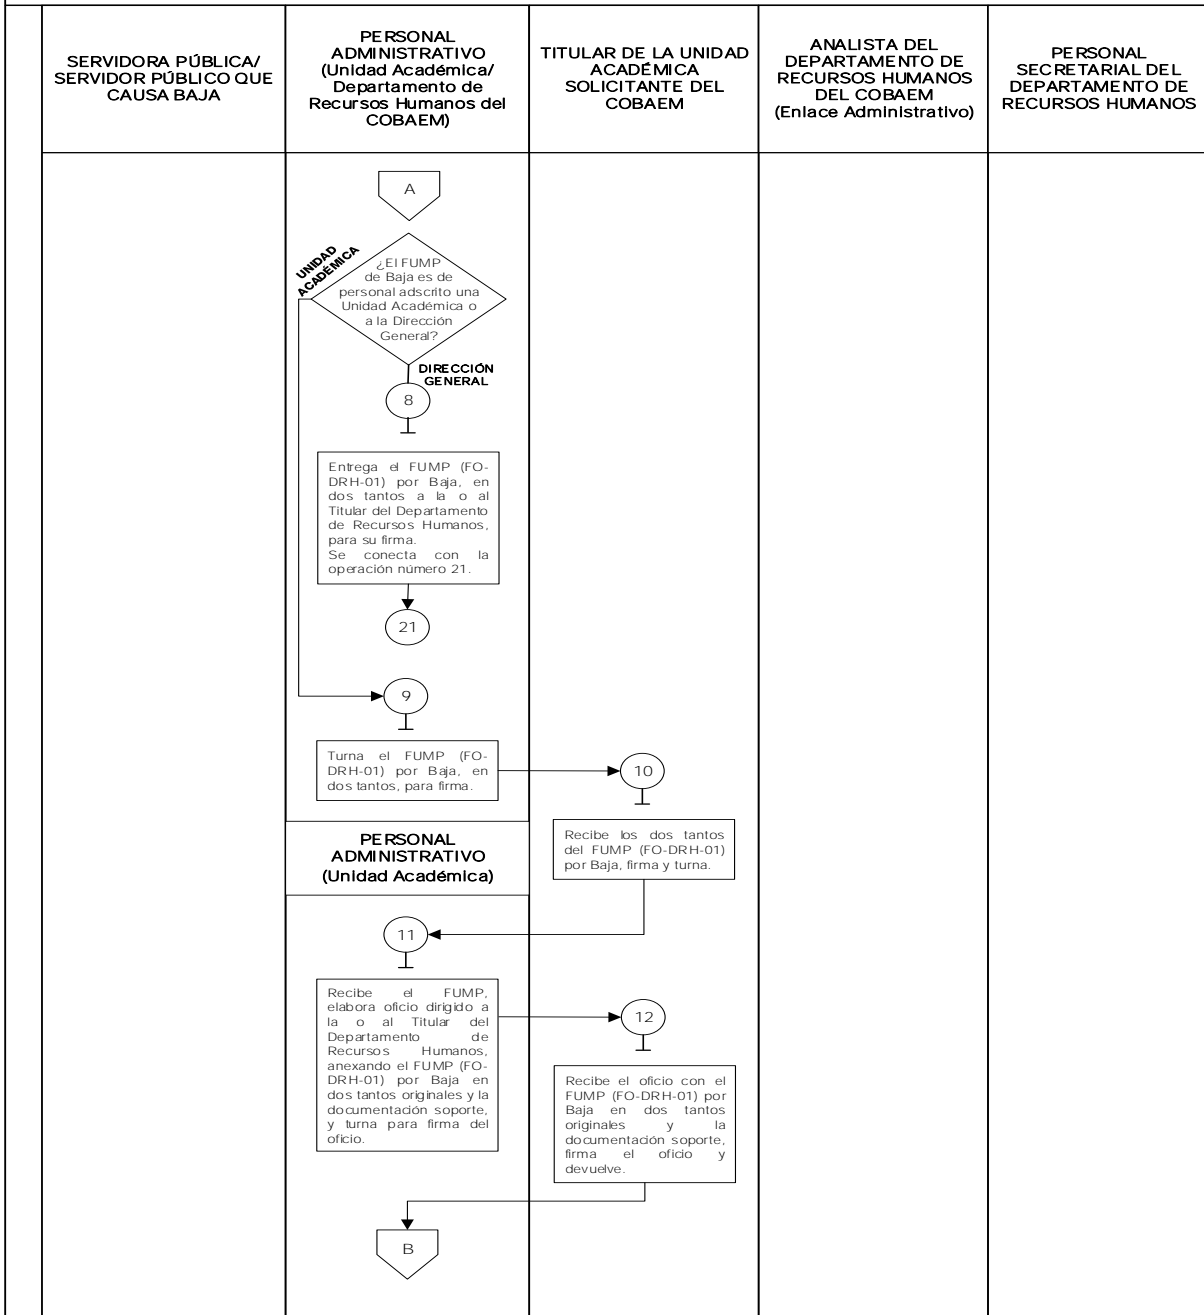 SERVIDORA PÚBLICA/
SERVIDOR PÚBLICO QUE
CAUSA BAJA
PERSONAL
ADMINISTRATIVO
(Unidad Académica/
Departamento de
Recursos Humanos del
COBAEM)
TITULAR DE LA UNIDAD
ACADÉMICA
SOLICITANTE DEL
COBAEM
ANALISTA DEL
DEPARTAMENTO DE
RECURSOS HUMANOS
DEL COBAEM
(Enlace Administrativo)
PERSONAL
SECRETARIAL DEL
DEPARTAMENTO DE
RECURSOS HUMANOS
A
UNIDAD
ACADÉMICA
¿El FUMP
de Baja es de
personal adscrito una
Unidad Académica o
a la Dirección
General?
DIRECCIÓN
GENERAL
8
Entrega el FUMP (FO-
DRH-01) por Baja, en
dos tantos a la o al
Titular del Departamento
de Recursos Humanos,
para su firma.
Se conecta con la
operación número 21.
21
9
Turna el FUMP (FO-
DRH-01) por Baja, en
dos tantos, para firma.
10
Recibe los dos tantos
del FUMP (FO-DRH-01)
por Baja, firma y turna.
PERSONAL
ADMINISTRATIVO
(Unidad Académica)
11
Recibe el FUMP,
elabora oficio dirigido a
la o al Titular del
Departamento de
Recursos Humanos,
anexando el FUMP (FO-
DRH-01) por Baja en
dos tantos originales y la
documentación soporte,
y turna para firma del
oficio.
12
Recibe el oficio con el
FUMP (FO-DRH-01) por
Baja en dos tantos
originales y la
documentación soporte,
firma el oficio y
devuelve.
B